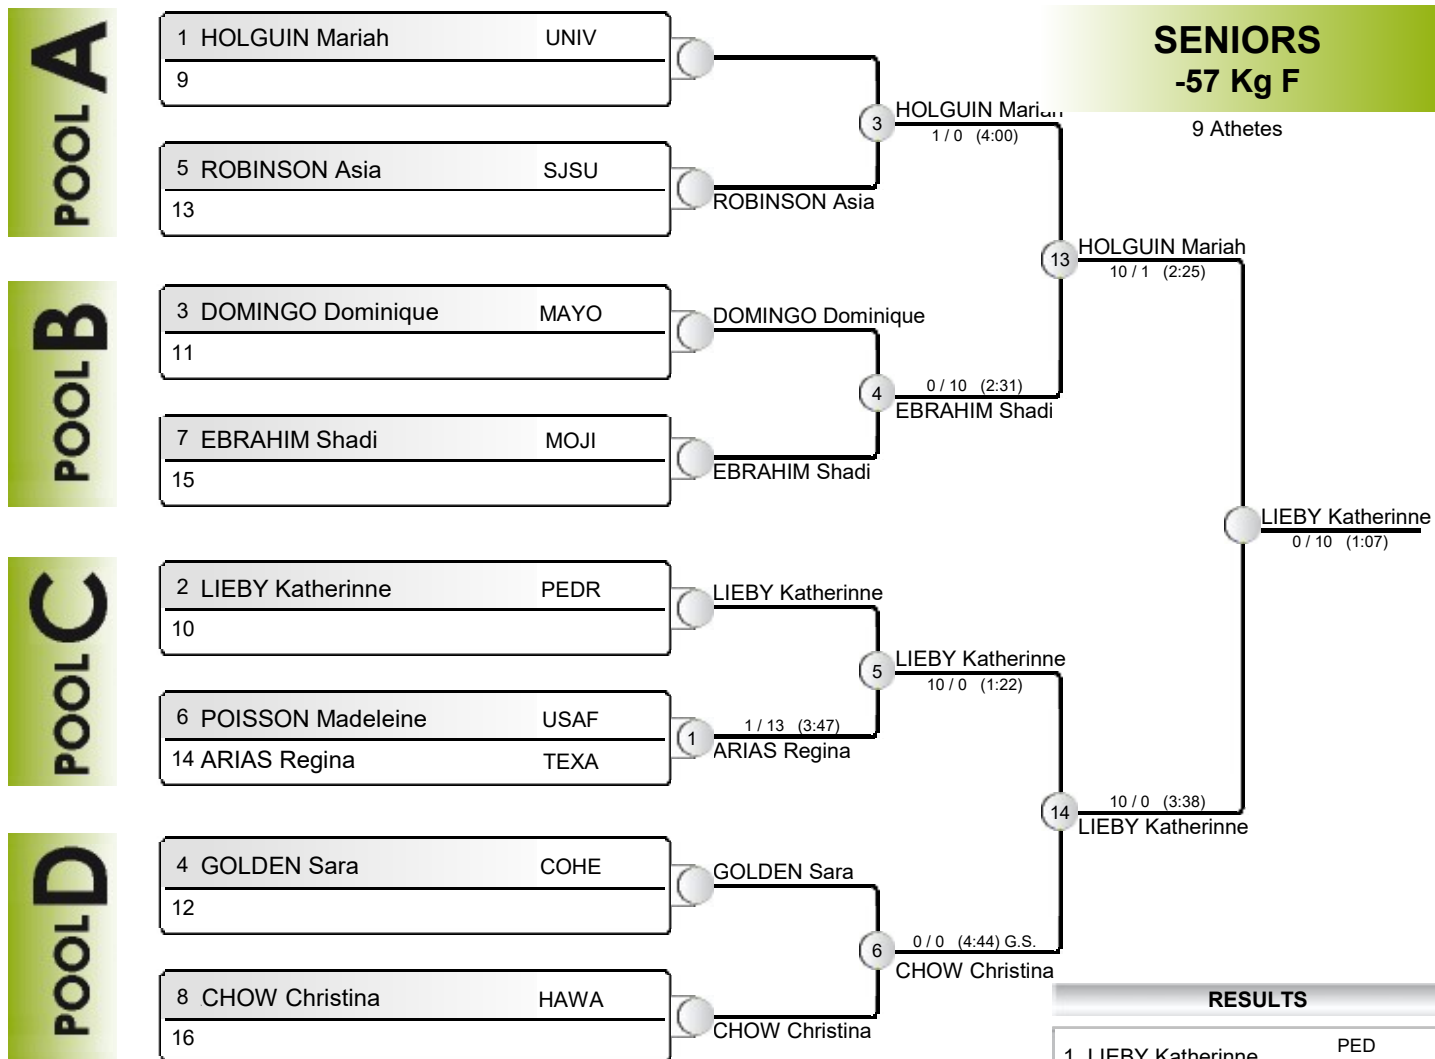 POOL A
1 HOLGUIN Mariah UNIV
9
5 ROBINSON Asia SJSU
13
ROBINSON Asia
3
HOLGUIN Mariah
1 / 0 (4:00)
SENIORS
-57 Kg F
9 Athetes
POOL B
3 DOMINGO Dominique MAYO
11
7 EBRAHIM Shadi MOJI
15
DOMINGO Dominique
EBRAHIM Shadi
4
0 / 10 (2:31)
EBRAHIM Shadi
13
HOLGUIN Mariah
10 / 1 (2:25)
LIEBY Katherinne
0 / 10 (1:07)
POOL C
2 LIEBY Katherinne PEDR
10
6 POISSON Madeleine USAF
14 ARIAS Regina TEXA
LIEBY Katherinne
1
1 / 13 (3:47)
ARIAS Regina
5
LIEBY Katherinne
10 / 0 (1:22)
14
10 / 0 (3:38)
LIEBY Katherinne
POOL D
4 GOLDEN Sara COHE
12
8 CHOW Christina HAWA
16
GOLDEN Sara
CHOW Christina
6
0 / 0 (4:44) G.S.
CHOW Christina
RESULTS
1 LIEBY Katherinne PED